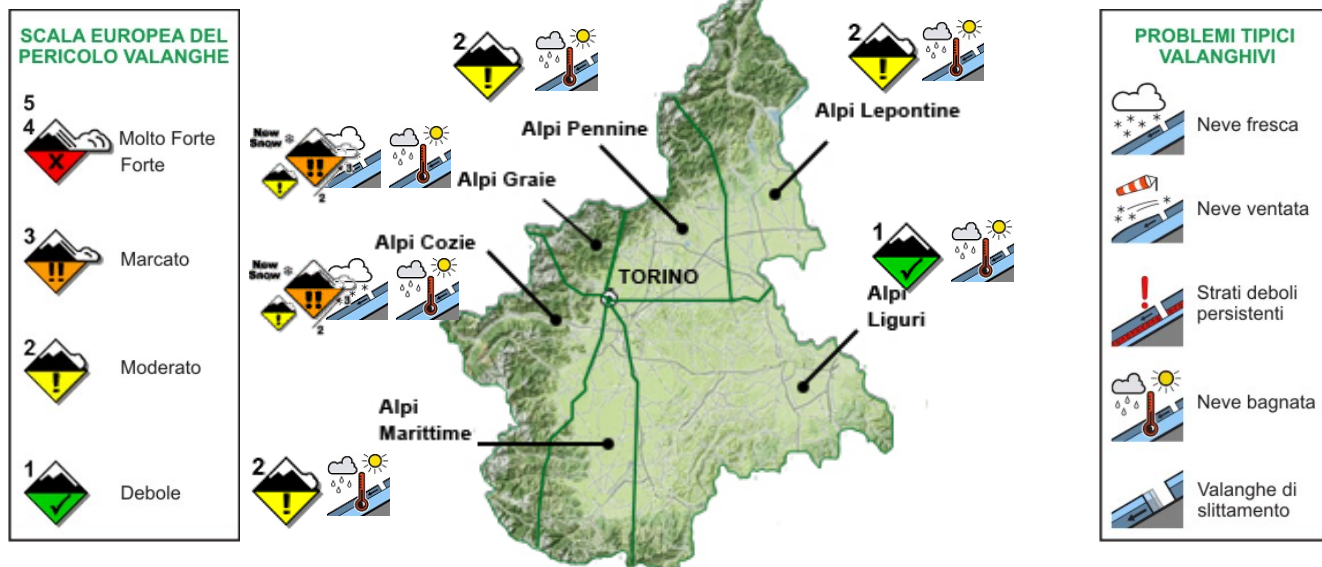 SCALA EUROPEA DEL
PERICOLO VALANGHE
5
4
Molto Forte
Forte
3
Marcato
2
Moderato
1
Debole
2
2
Alpi Lepontine
Alpi Pennine
New
Snow
3
2
Alpi Graie
Alpi Cozie
New
Snow
3
2
TORINO
1
Alpi
Liguri
Alpi
Marittime
2
PROBLEMI TIPICI
VALANGHIVI
Neve fresca
Neve ventata
Strati deboli
persistenti
Neve bagnata
Valanghe di
slittamento